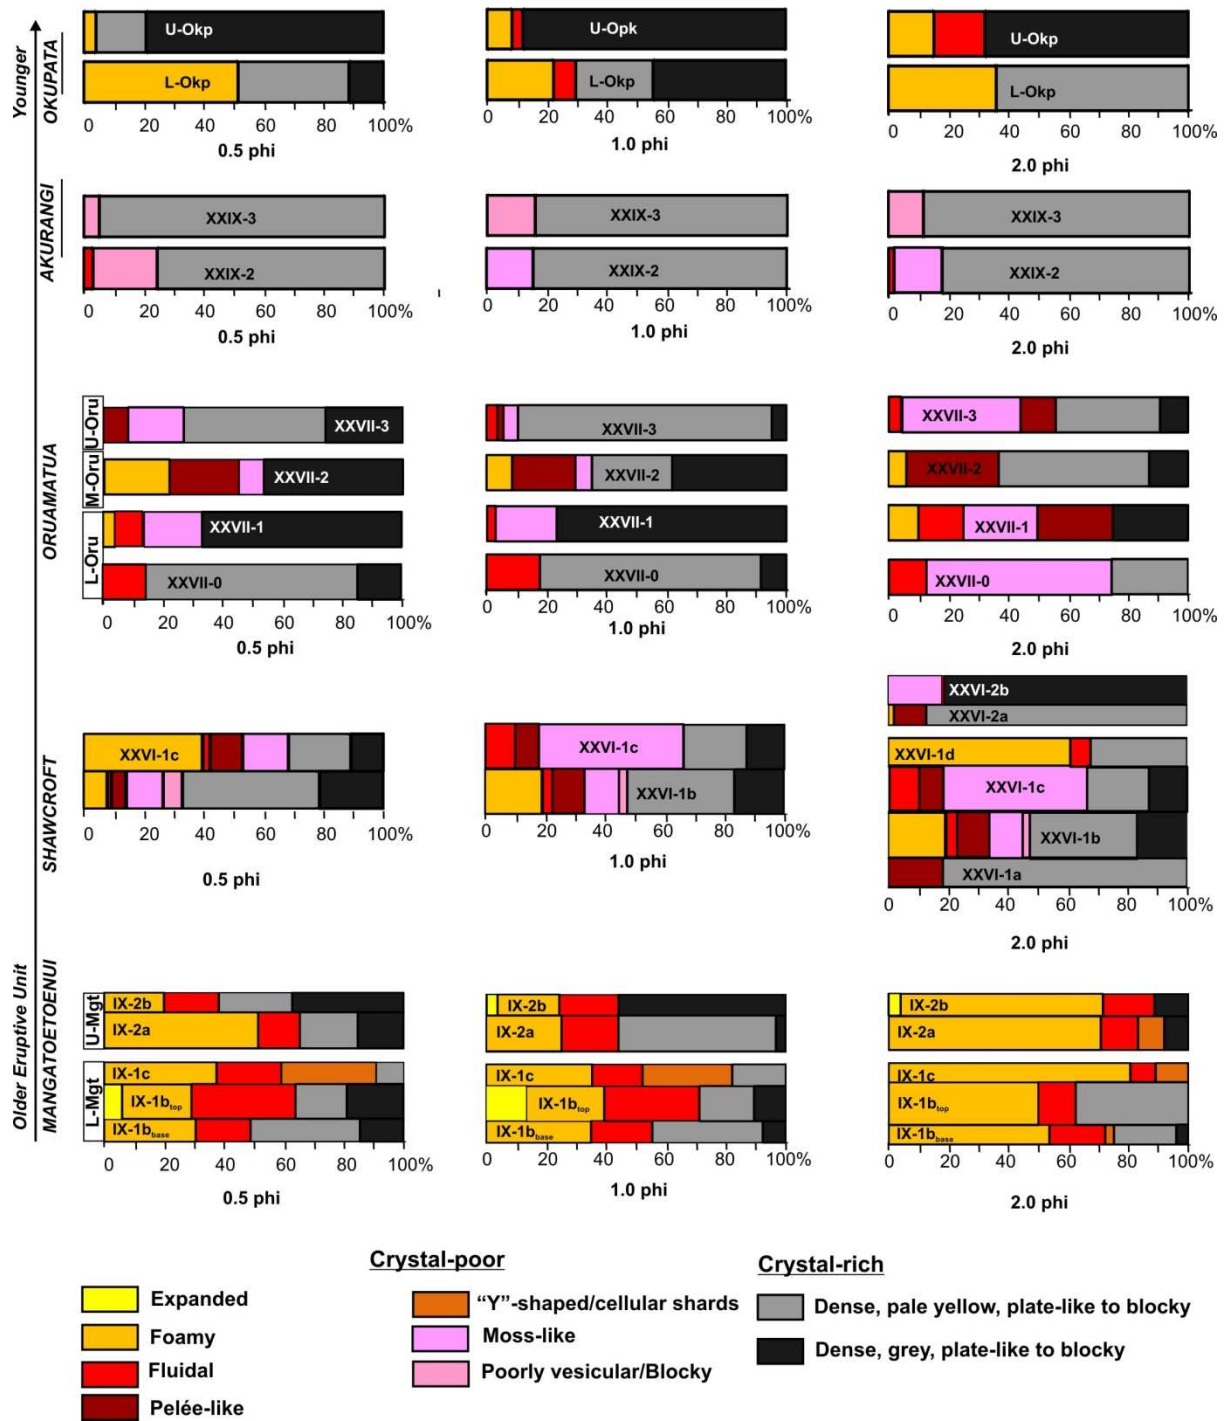 Younger
OKUPATA
U-Okp
L-Okp
0 20 40 60 80 100%
0.5 phi
U-Opk
L-Okp
0 20 40 60 80 100%
1.0 phi
U-Okp
L-Okp
0 20 40 60 80 100%
2.0 phi
AKURANGI
XXIX-3
XXIX-2
0 20 40 60 80 100%
0.5 phi
XXIX-3
XXIX-2
0 20 40 60 80 100%
1.0 phi
XXIX-3
XXIX-2
0 20 40 60 80 100%
2.0 phi
ORUAMATUA
U-Oru
M-Oru
L-Oru
XXVII-3
XXVII-2
XXVII-1
XXVII-0
0 20 40 60 80 100%
0.5 phi
XXVII-3
XXVII-2
XXVII-1
XXVII-0
0 20 40 60 80 100%
1.0 phi
XXVII-3
XXVII-2
XXVII-1
XXVII-0
0 20 40 60 80 100%
2.0 phi
SHAWCROFT
XXVI-1c
0 20 40 60 80 100%
0.5 phi
XXVI-1c
XXVI-1b
0 20 40 60 80 100%
1.0 phi
XXVI-2b
XXVI-2a
XXVI-1d
XXVI-1c
XXVI-1b
XXVI-1a
0 20 40 60 80 100%
2.0 phi
Older Eruptive Unit
MANGATOETOENUI
U-Mgt
L-Mgt
IX-2b
IX-2a
IX-1c
IX-1b top
IX-1b base
0 20 40 60 80 100%
0.5 phi
IX-2b
IX-2a
IX-1c
IX-1b top
IX-1b base
0 20 40 60 80 100%
1.0 phi
IX-2b
IX-2a
IX-1c
IX-1b top
IX-1b base
0 20 40 60 80 100%
2.0 phi
Crystal-poor
Expanded
Foamy
Fluidal
Pelée-like
“Y”-shaped/cellular shards
Moss-like
Poorly vesicular/Blocky
Crystal-rich
Dense, pale yellow, plate-like to blocky
Dense, grey, plate-like to blocky